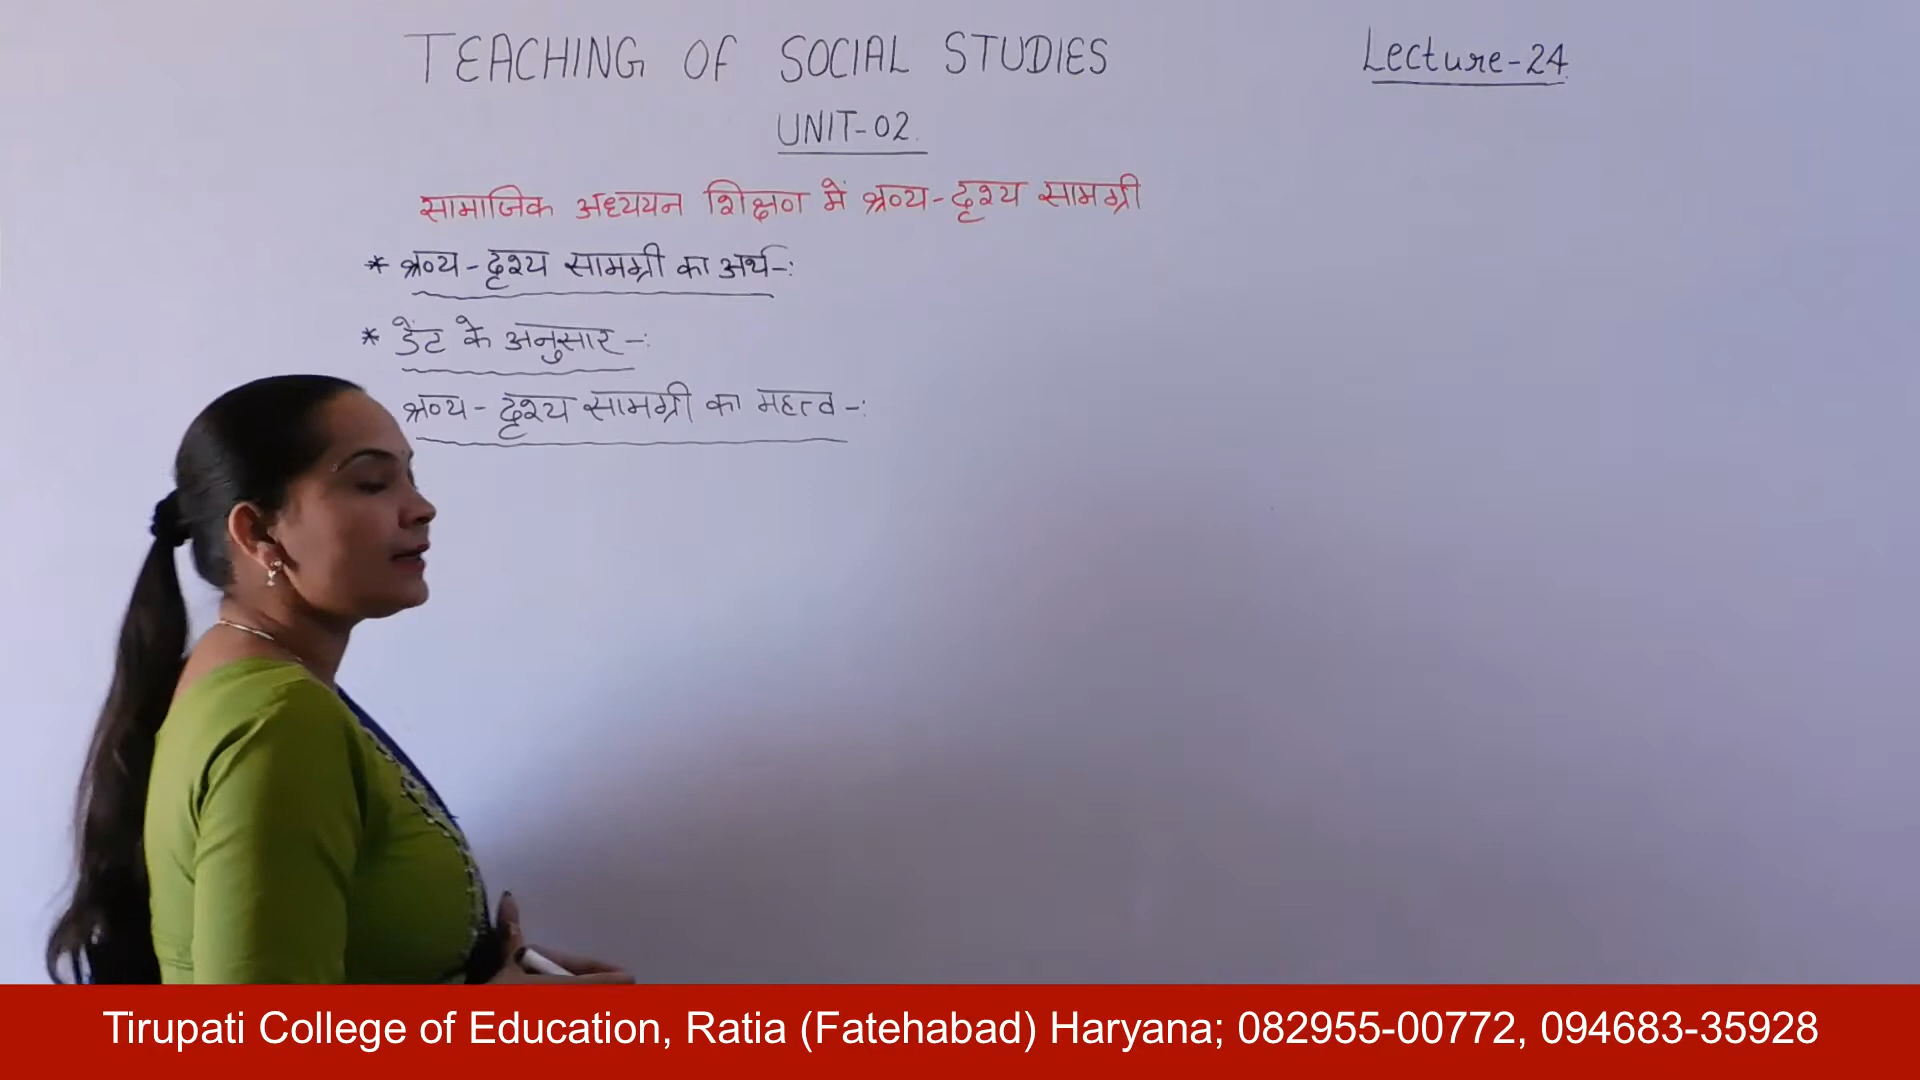 TEACHING OF SOCIAL STUDIES
Lecture-24
UNIT-02.
सामाजिक अध्ययन शिक्षण में श्रव्य-दृश्य सामग्री
* श्रव्य-दृश्य सामग्री का अर्थ-:
* डेंट के अनुसार-:
श्रव्य-दृश्य सामग्री का महत्व-:
Tirupati College of Education, Ratia (Fatehabad) Haryana; 082955-00772, 094683-35928